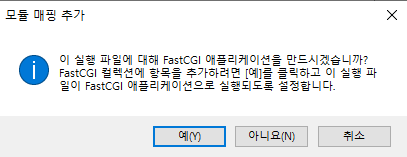 모듈 매핑 추가
이 실행 파일에 대해 FastCGI 애플리케이션을 만드시겠습니까?
FastCGI 컬렉션에 항목을 추가하려면 [예]를 클릭하고 이 실행 파
일이 FastCGI 애플리케이션으로 실행되도록 설정합니다.
예(Y) 아니요(N) 취소